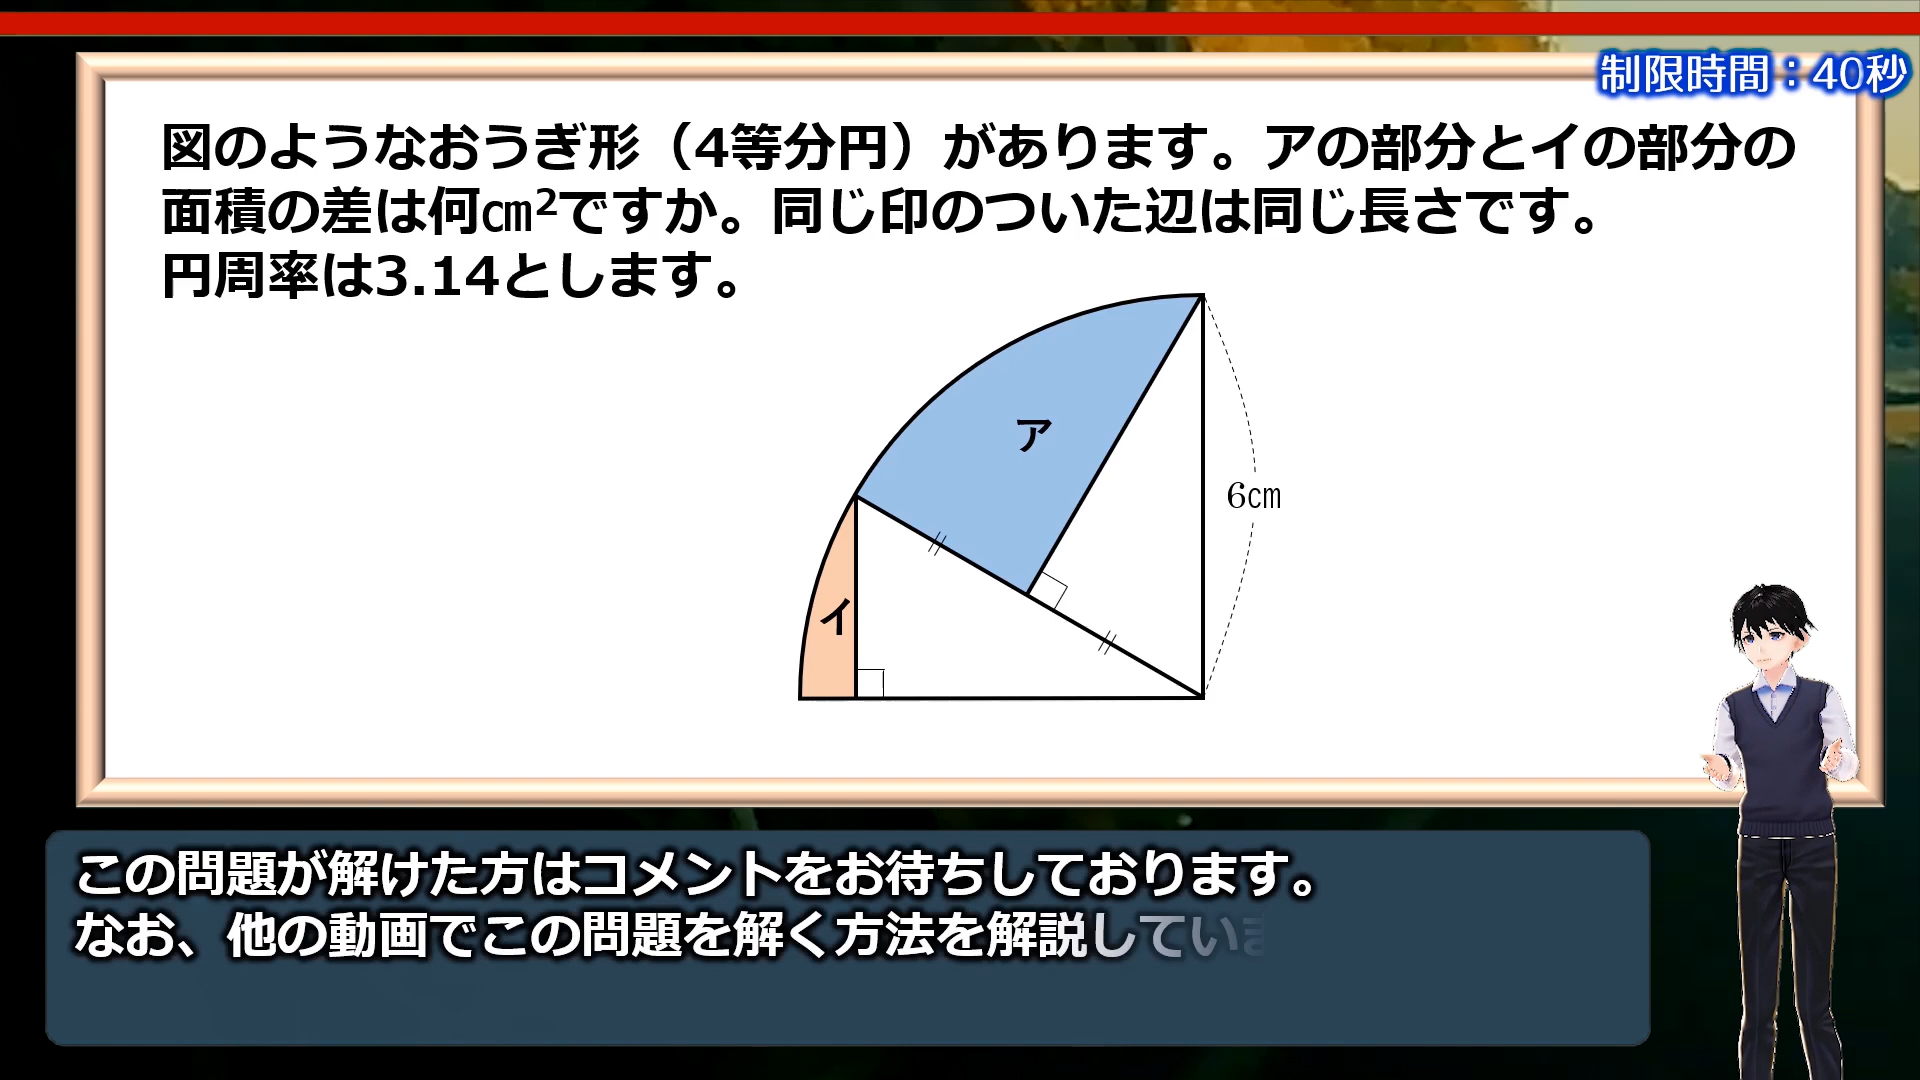 制限時間：40秒
図のようなおうぎ形（4等分円）があります。アの部分とイの部分の
面積の差は何㎝²ですか。同じ印のついた辺は同じ長さです。
円周率は3.14とします。
ア
6㎝
イ
この問題が解けた方はコメントをお待ちしております。
なお、他の動画でこの問題を解く方法を解説していま